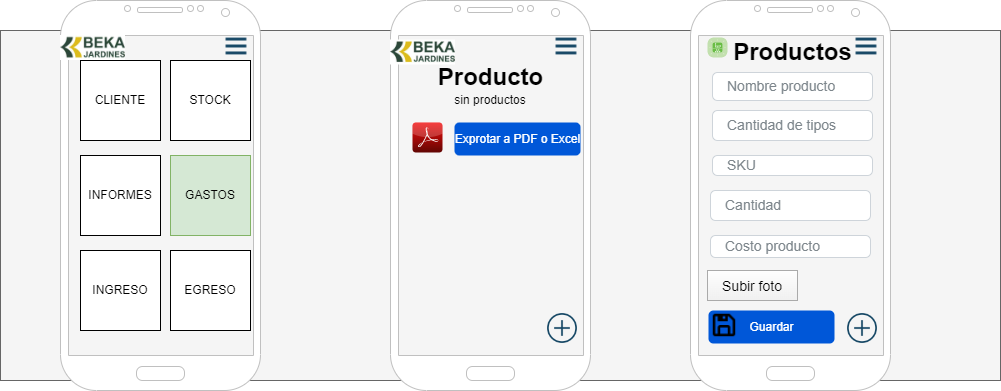 BEKA
JARDINES
CLIENTE
STOCK
INFORMES
GASTOS
INGRESO
EGRESO
BEKA
JARDINES
Producto
sin productos
Exprotar a PDF o Excel
Productos
Nombre producto
Cantidad de tipos
SKU
Cantidad
Costo producto
Subir foto
Guardar